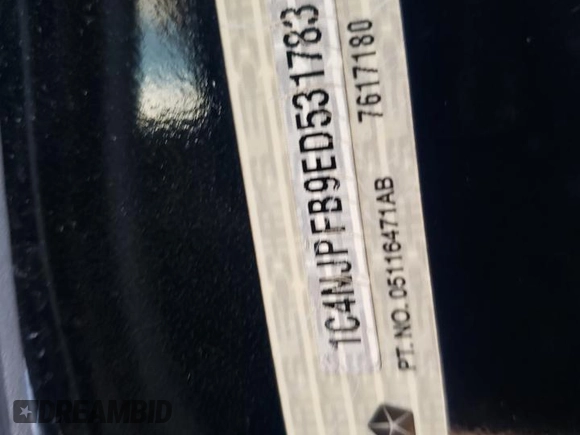 1C4NJPFB9ED531783
7617180
PT. NO. 05116471AB
DREAMBID